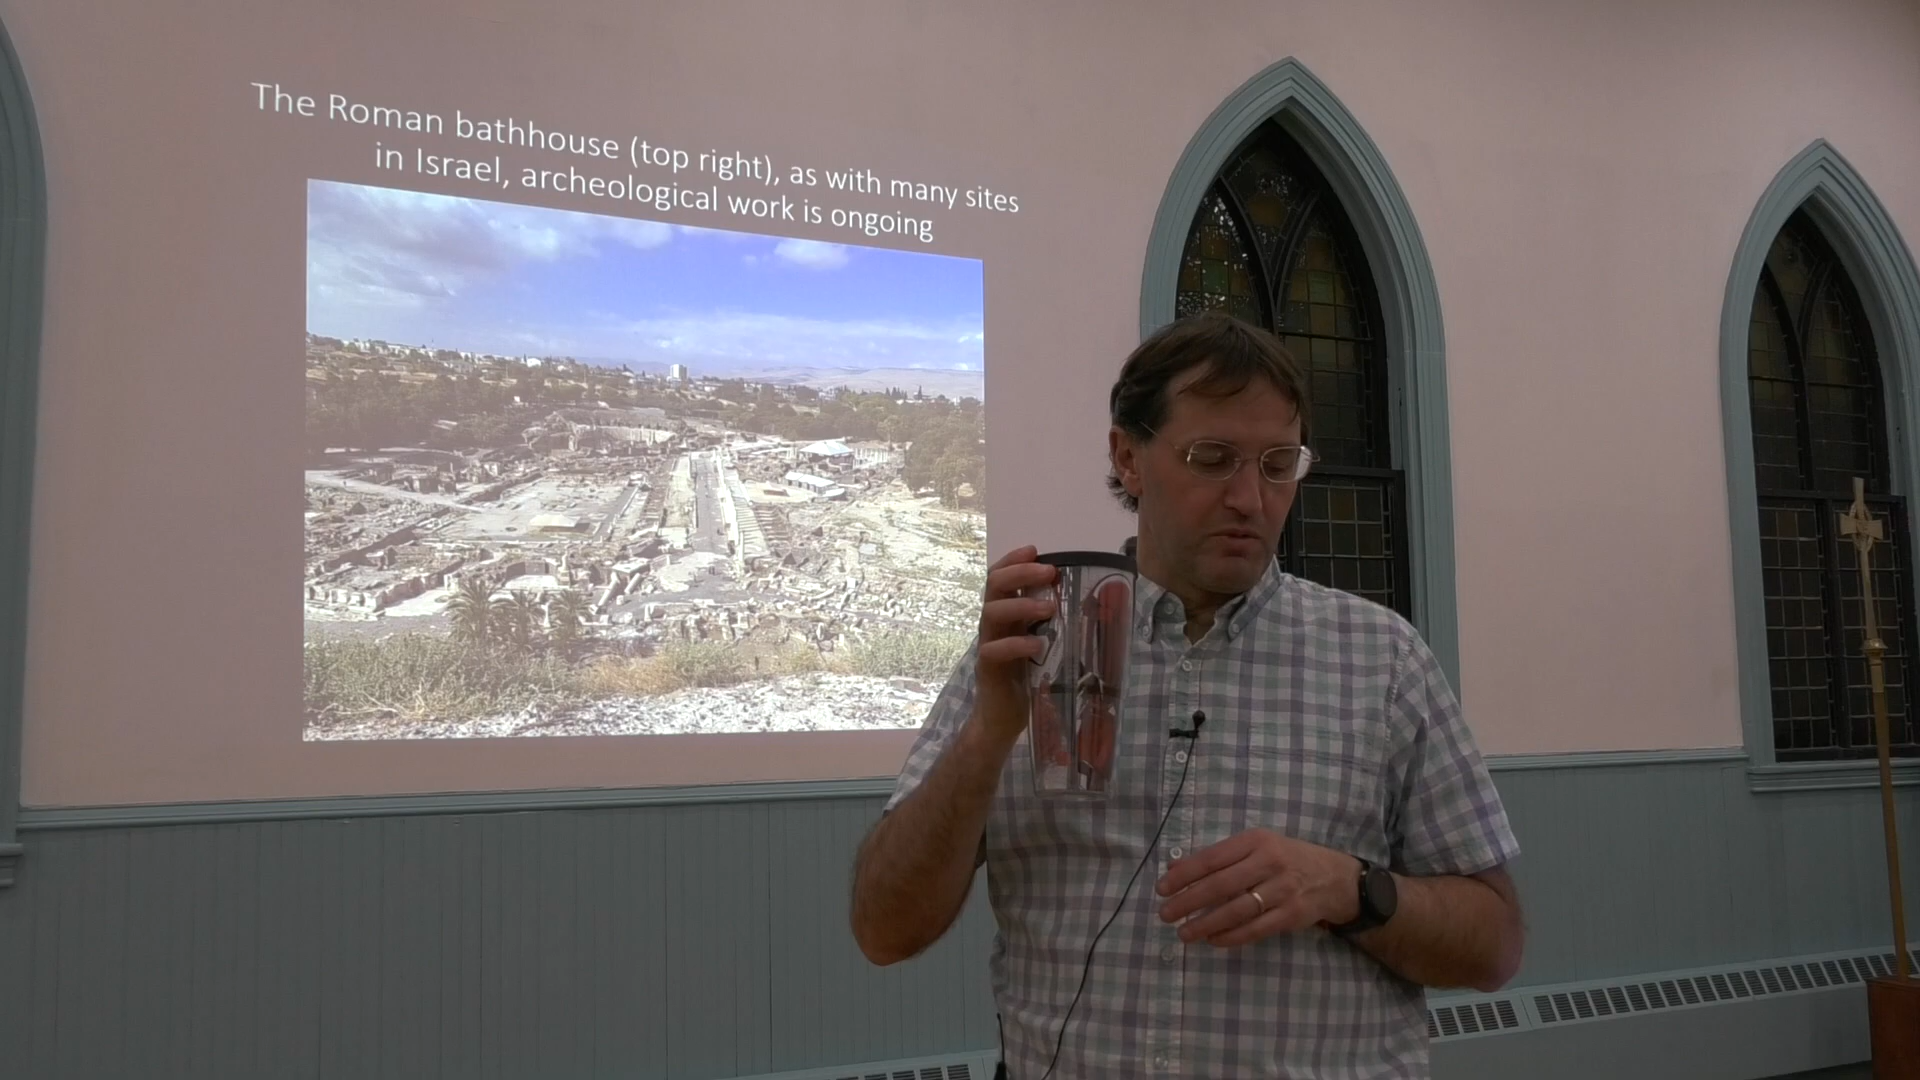 The Roman bathhouse (top right), as with many sites
in Israel, archeological work is ongoing